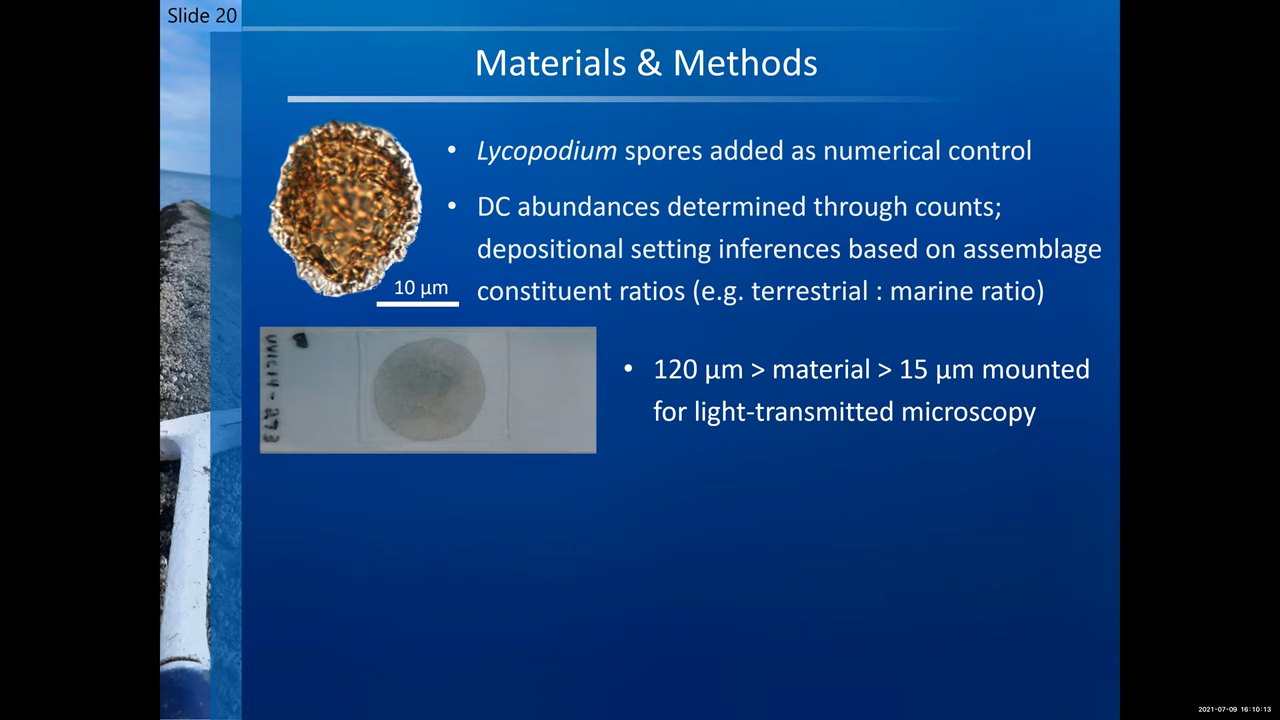 Slide 20
Materials & Methods
• Lycopodium spores added as numerical control
• DC abundances determined through counts;
depositional setting inferences based on assemblage
constituent ratios (e.g. terrestrial : marine ratio)
10 µm
UVIC14-273
• 120 µm > material > 15 µm mounted
for light-transmitted microscopy
2021-07-09 16:10:13